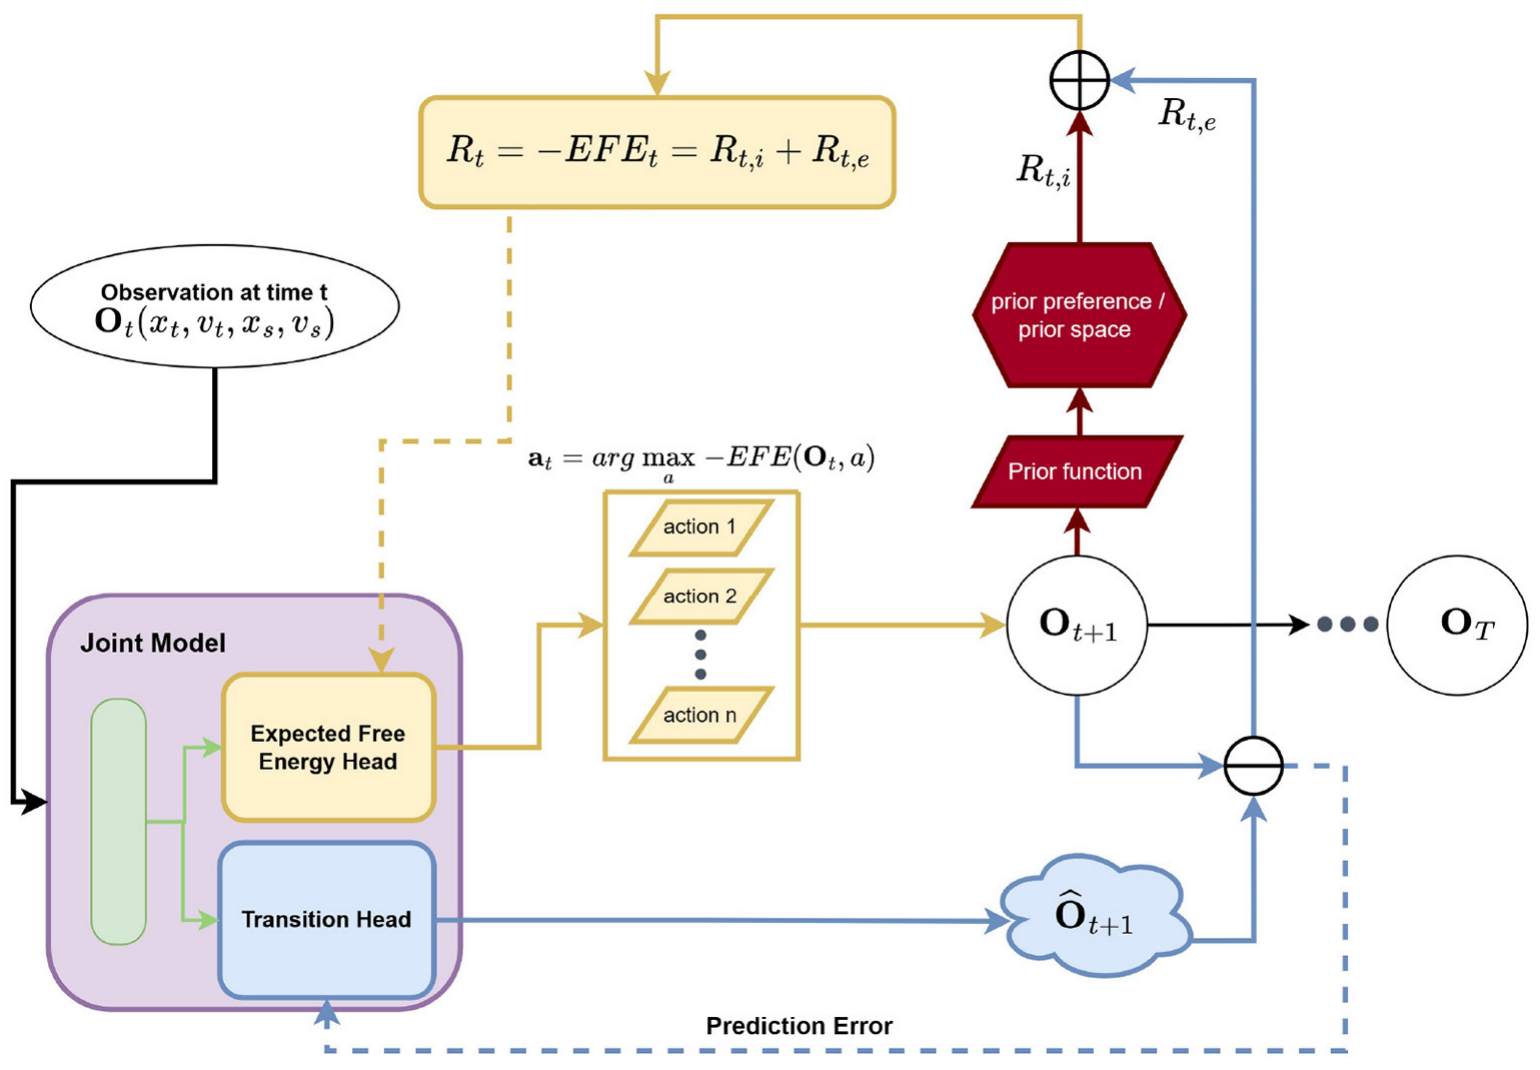 R_{t,e}
R_t = -EFE_t = R_{t,i} + R_{t,e}
R_{t,i}
Observation at time t
O_t(x_t, v_t, x_s, v_s)
prior preference /
prior space
a_t = arg max_a -EFE(O_t, a)
Prior function
action 1
action 2
action n
O_{t+1}
O_T
Joint Model
Expected Free
Energy Head
Transition Head
Ô_{t+1}
Prediction Error